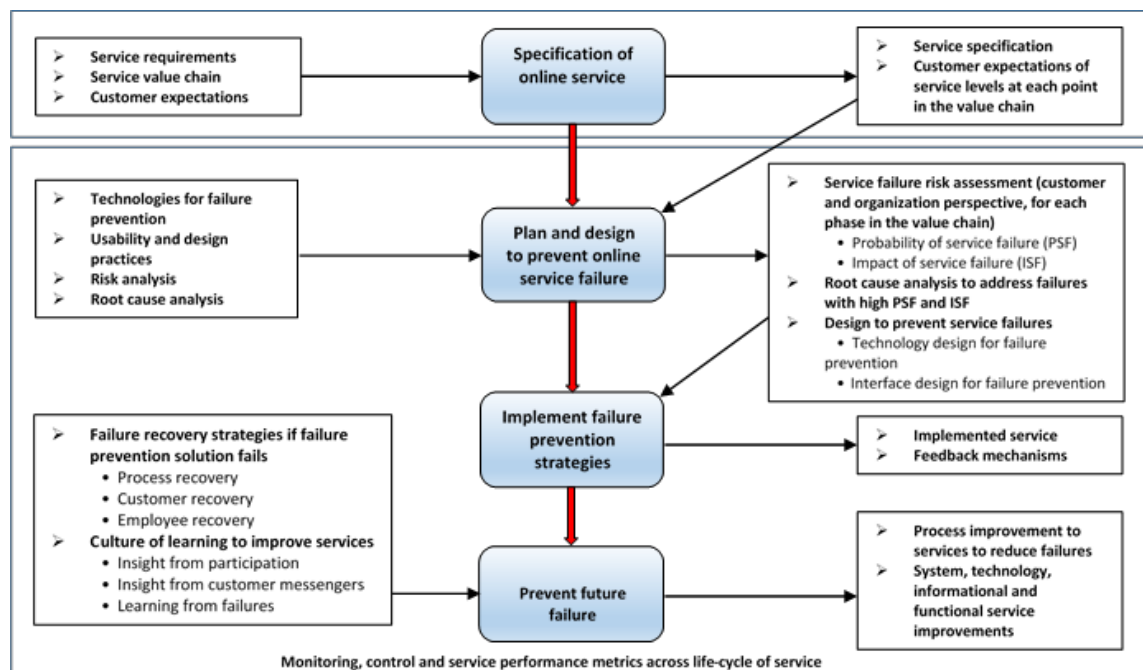 ➢ Service requirements
➢ Service value chain
➢ Customer expectations
Specification of
online service
➢ Service specification
➢ Customer expectations of
service levels at each point
in the value chain
➢ Technologies for failure
prevention
➢ Usability and design
practices
➢ Risk analysis
➢ Root cause analysis
Plan and design
to prevent online
service failure
➢ Service failure risk assessment (customer
and organization perspective, for each
phase in the value chain)
• Probability of service failure (PSF)
• Impact of service failure (ISF)
➢ Root cause analysis to address failures
with high PSF and ISF
➢ Design to prevent service failures
• Technology design for failure
prevention
• Interface design for failure prevention
Implement failure
prevention
strategies
➢ Implemented service
➢ Feedback mechanisms
➢ Failure recovery strategies if failure
prevention solution fails
• Process recovery
• Customer recovery
• Employee recovery
➢ Culture of learning to improve services
• Insight from participation
• Insight from customer messengers
• Learning from failures
Prevent future
failure
➢ Process improvement to
services to reduce failures
➢ System, technology,
informational and
functional service
improvements
Monitoring, control and service performance metrics across life-cycle of service